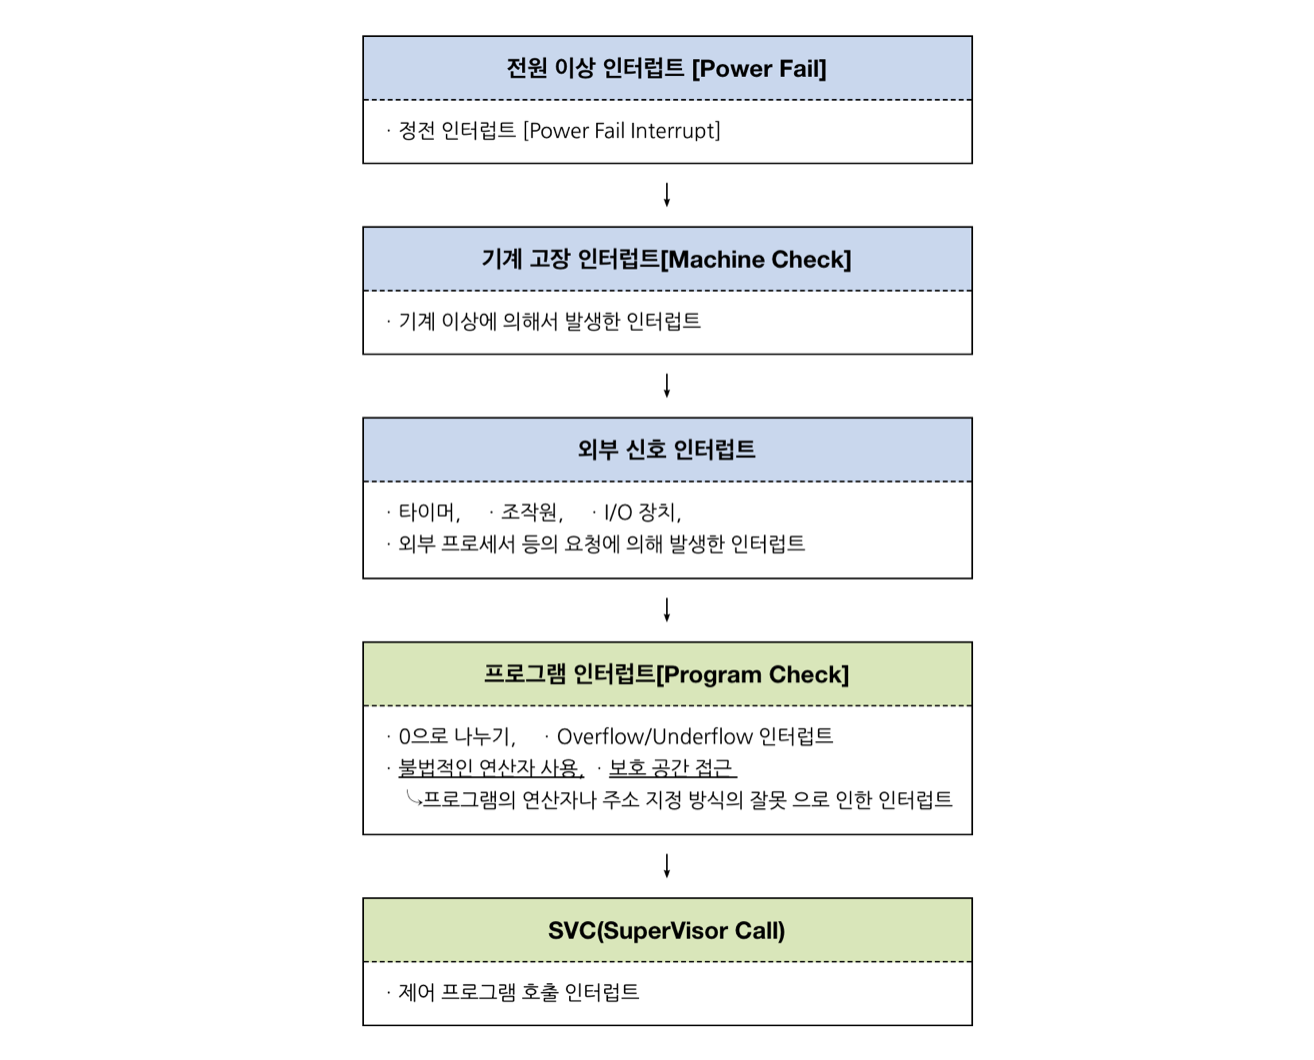 전원 이상 인터럽트 [Power Fail]
· 정전 인터럽트 [Power Fail Interrupt]
기계 고장 인터럽트[Machine Check]
· 기계 이상에 의해서 발생한 인터럽트
외부 신호 인터럽트
· 타이머, · 조작원, · I/O 장치,
· 외부 프로세서 등의 요청에 의해 발생한 인터럽트
프로그램 인터럽트[Program Check]
· 0으로 나누기, · Overflow/Underflow 인터럽트
· 불법적인 연산자 사용, · 보호 공간 접근
프로그램의 연산자나 주소 지정 방식의 잘못 으로 인한 인터럽트
SVC(SuperVisor Call)
· 제어 프로그램 호출 인터럽트